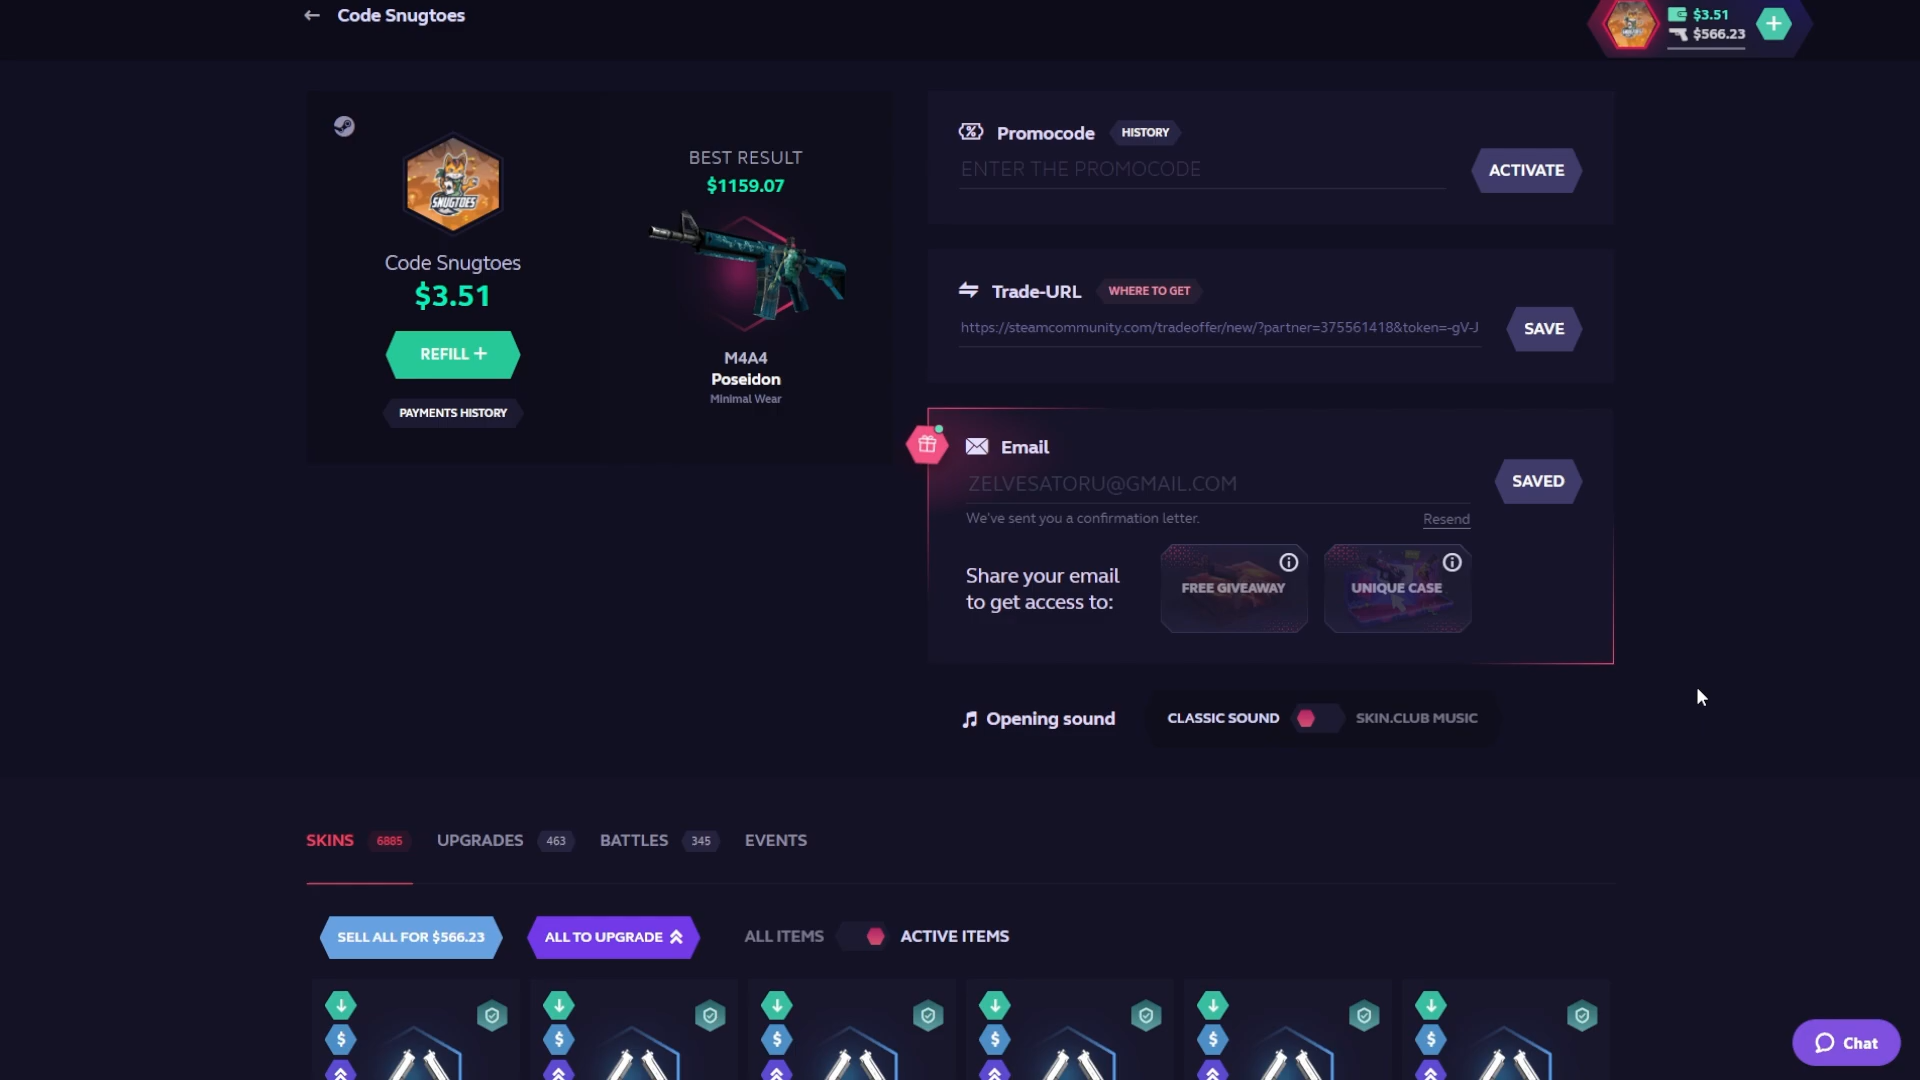 Code Snugtoes
$3.51
$566.23
SNUGTOES
Code Snugtoes
$3.51
REFILL +
PAYMENTS HISTORY
BEST RESULT
$1159.07
M4A4
Poseidon
Minimal Wear
Promocode
HISTORY
ENTER THE PROMOCODE
ACTIVATE
Trade-URL
WHERE TO GET
https://steamcommunity.com/tradeoffer/new/?partner=375561418&token=-gV-J
SAVE
Email
ZELVESATORU@GMAIL.COM
SAVED
We've sent you a confirmation letter.
Resend
Share your email
to get access to:
FREE GIVEAWAY
UNIQUE CASE
Opening sound
CLASSIC SOUND
SKIN.CLUB MUSIC
SKINS 6885
UPGRADES 463
BATTLES 345
EVENTS
SELL ALL FOR $566.23
ALL TO UPGRADE
ALL ITEMS
ACTIVE ITEMS
Chat